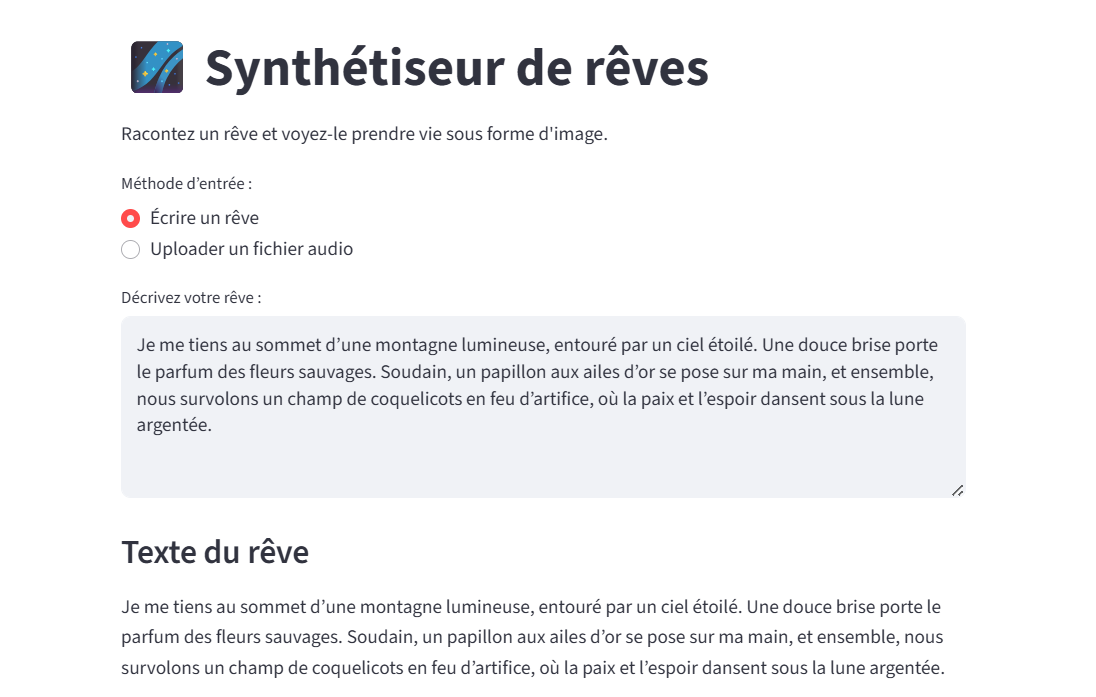 Synthétiseur de rêves
Racontez un rêve et voyez-le prendre vie sous forme d'image.
Méthode d’entrée :
Écrire un rêve
Uploader un fichier audio
Décrivez votre rêve :
Je me tiens au sommet d’une montagne lumineuse, entouré par un ciel étoilé. Une douce brise porte
le parfum des fleurs sauvages. Soudain, un papillon aux ailes d’or se pose sur ma main, et ensemble,
nous survolons un champ de coquelicots en feu d’artifice, où la paix et l’espoir dansent sous la lune
argentée.
Texte du rêve
Je me tiens au sommet d’une montagne lumineuse, entouré par un ciel étoilé. Une douce brise porte le
parfum des fleurs sauvages. Soudain, un papillon aux ailes d’or se pose sur ma main, et ensemble, nous
survolons un champ de coquelicots en feu d’artifice, où la paix et l’espoir dansent sous la lune argentée.